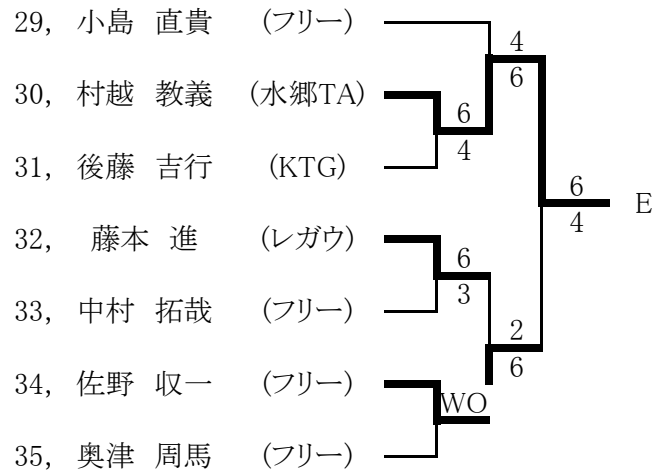 29, 小島 直貴 (フリー)
4
6
30, 村越 教義 (水郷TA)
6
4
31, 後藤 吉行 (KTG)
6
4
E
32, 藤本 進 (レガウ)
6
3
33, 中村 拓哉 (フリー)
2
6
34, 佐野 収一 (フリー)
WO
35, 奥津 周馬 (フリー)